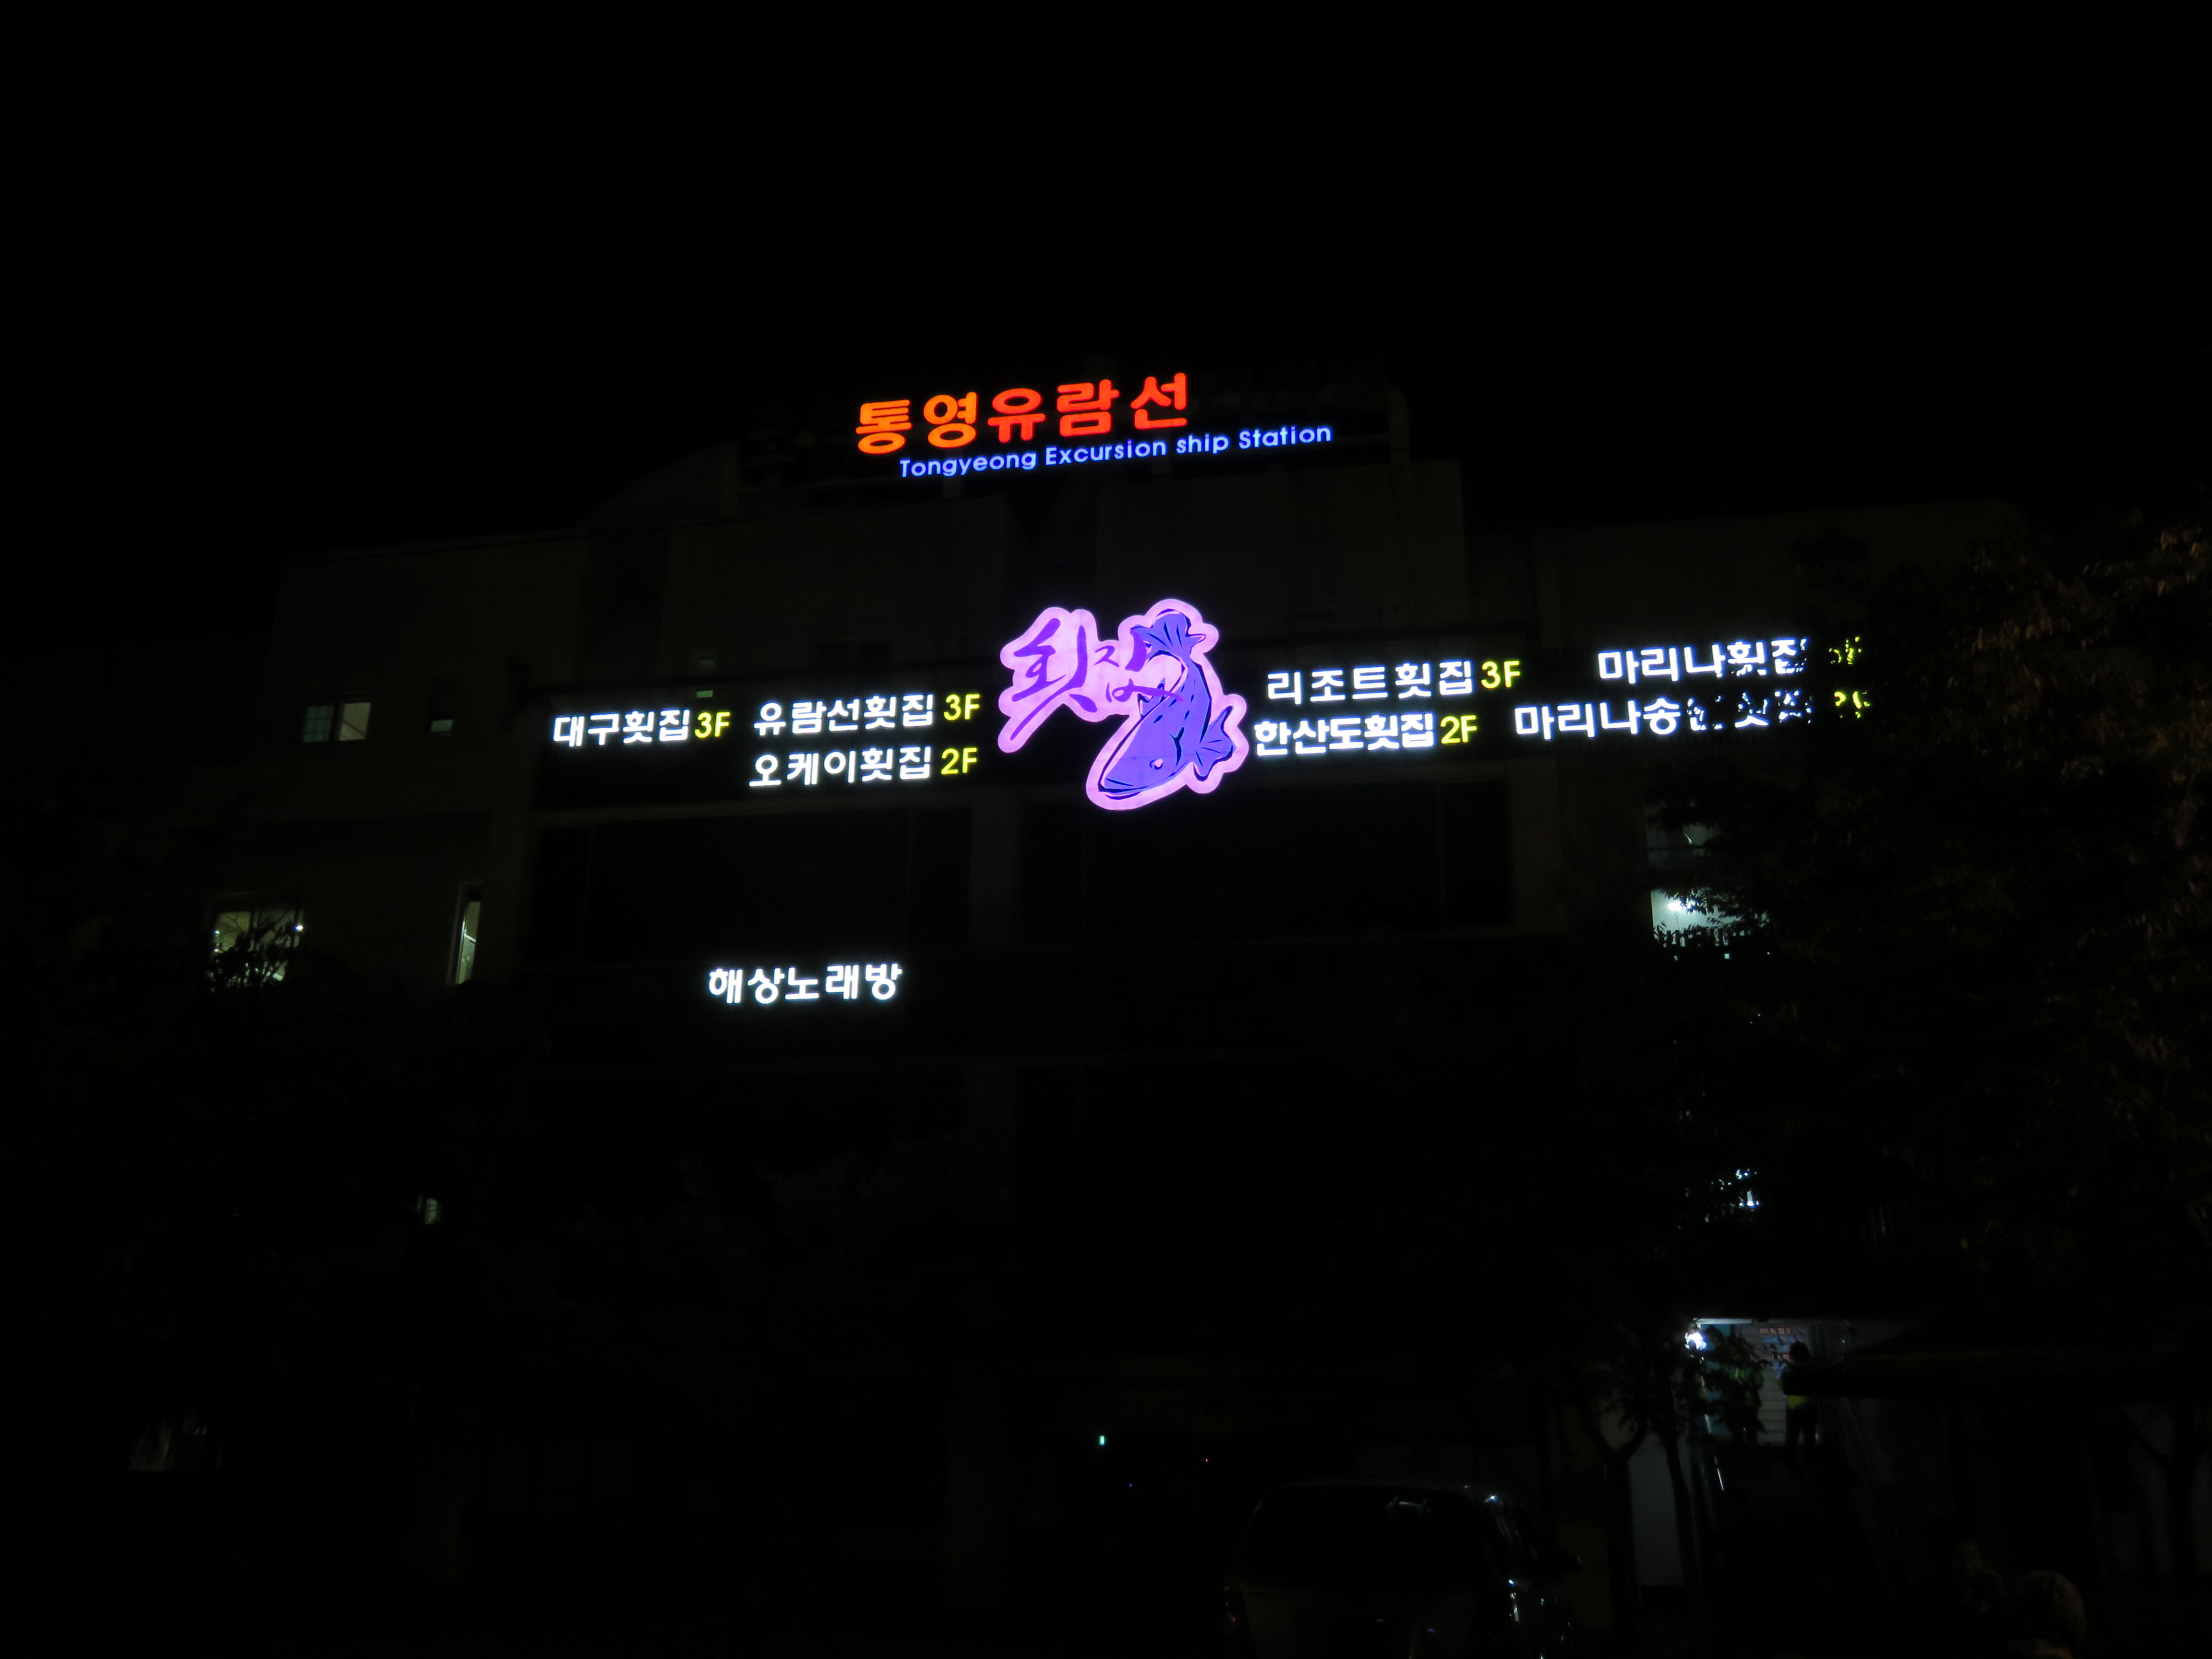 통영유람선
Tongyeong Excursion ship Station
횟집
대구횟집 3F
유람선횟집 3F
오케이횟집 2F
리조트횟집 3F
한산도횟집 2F
마리나횟집
마리나송
해상노래방